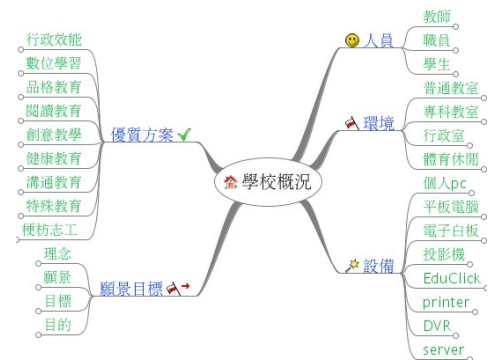 學校概況
人員
教師
職員
學生
環境
普通教室
專科教室
行政室
體育休閒
設備
個人pc
平板電腦
電子白板
投影機
EduClick
printer
DVR
server
優質方案
行政效能
數位學習
品格教育
閱讀教育
創意教學
健康教育
溝通教育
特殊教育
梗枋志工
願景目標
理念
願景
目標
目的